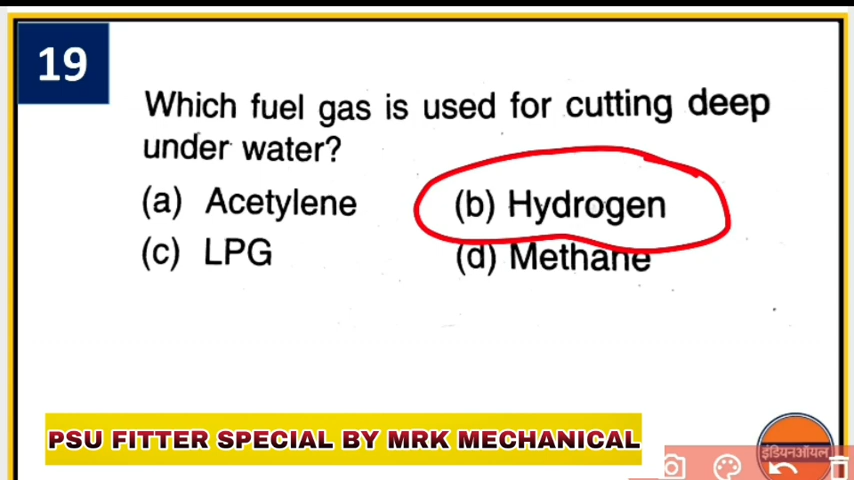 19
Which fuel gas is used for cutting deep
under water?
(a) Acetylene (b) Hydrogen
(c) LPG (d) Methane
PSU FITTER SPECIAL BY MRK MECHANICAL
इंडियनऑयल